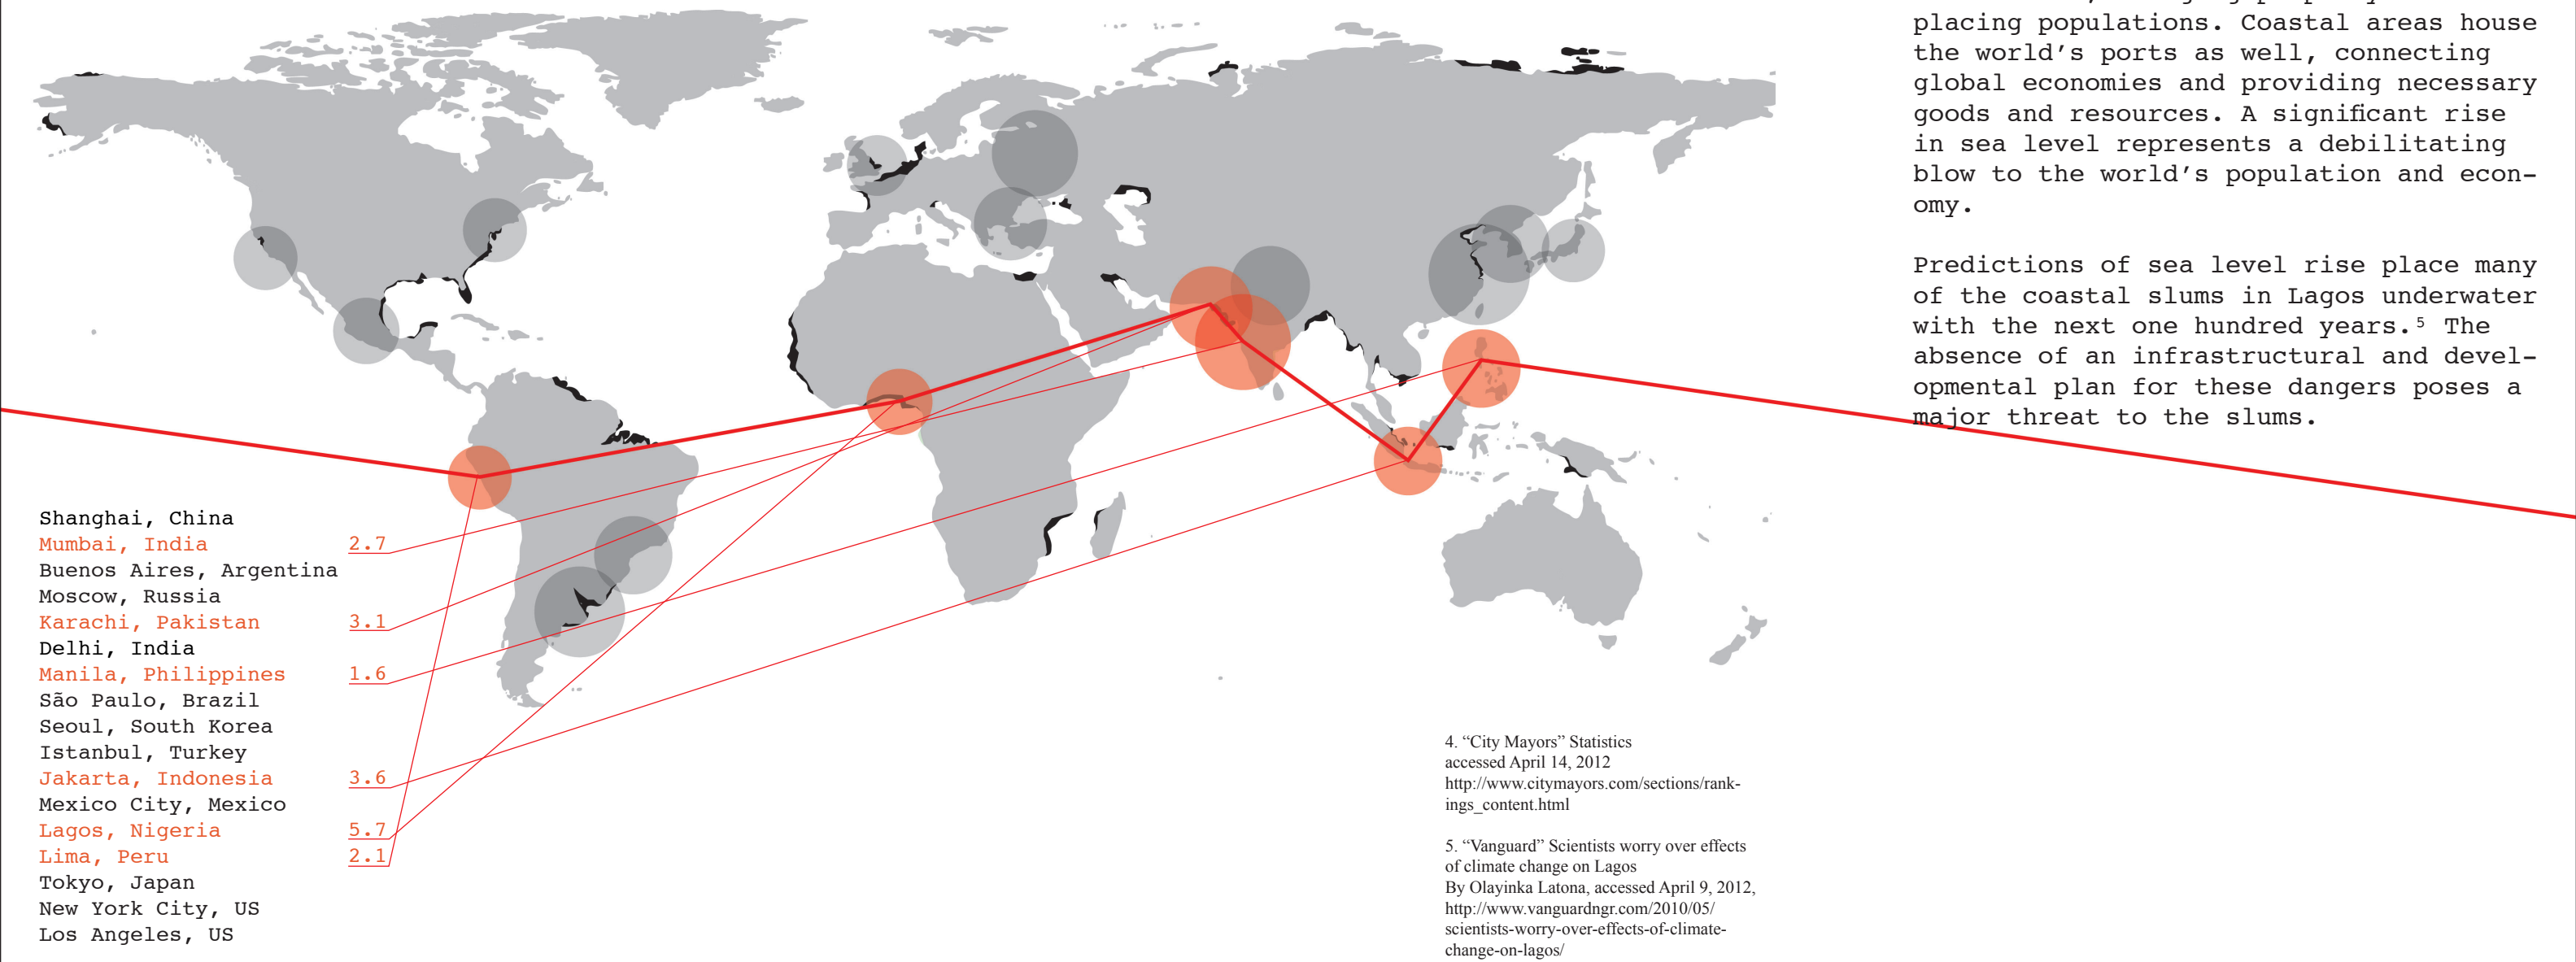 placing populations. Coastal areas house
the world's ports as well, connecting
global economies and providing necessary
goods and resources. A significant rise
in sea level represents a debilitating
blow to the world's population and econ-
omy.
Predictions of sea level rise place many
of the coastal slums in Lagos underwater
with the next one hundred years.⁵ The
absence of an infrastructural and devel-
opmental plan for these dangers poses a
major threat to the slums.
Shanghai, China
Mumbai, India 2.7
Buenos Aires, Argentina
Moscow, Russia
Karachi, Pakistan 3.1
Delhi, India
Manila, Philippines 1.6
São Paulo, Brazil
Seoul, South Korea
Istanbul, Turkey
Jakarta, Indonesia 3.6
Mexico City, Mexico
Lagos, Nigeria 5.7
Lima, Peru 2.1
Tokyo, Japan
New York City, US
Los Angeles, US
4. “City Mayors” Statistics
accessed April 14, 2012
http://www.citymayors.com/sections/rank-
ings_content.html
5. “Vanguard” Scientists worry over effects
of climate change on Lagos
By Olayinka Latona, accessed April 9, 2012,
http://www.vanguardngr.com/2010/05/
scientists-worry-over-effects-of-climate-
change-on-lagos/